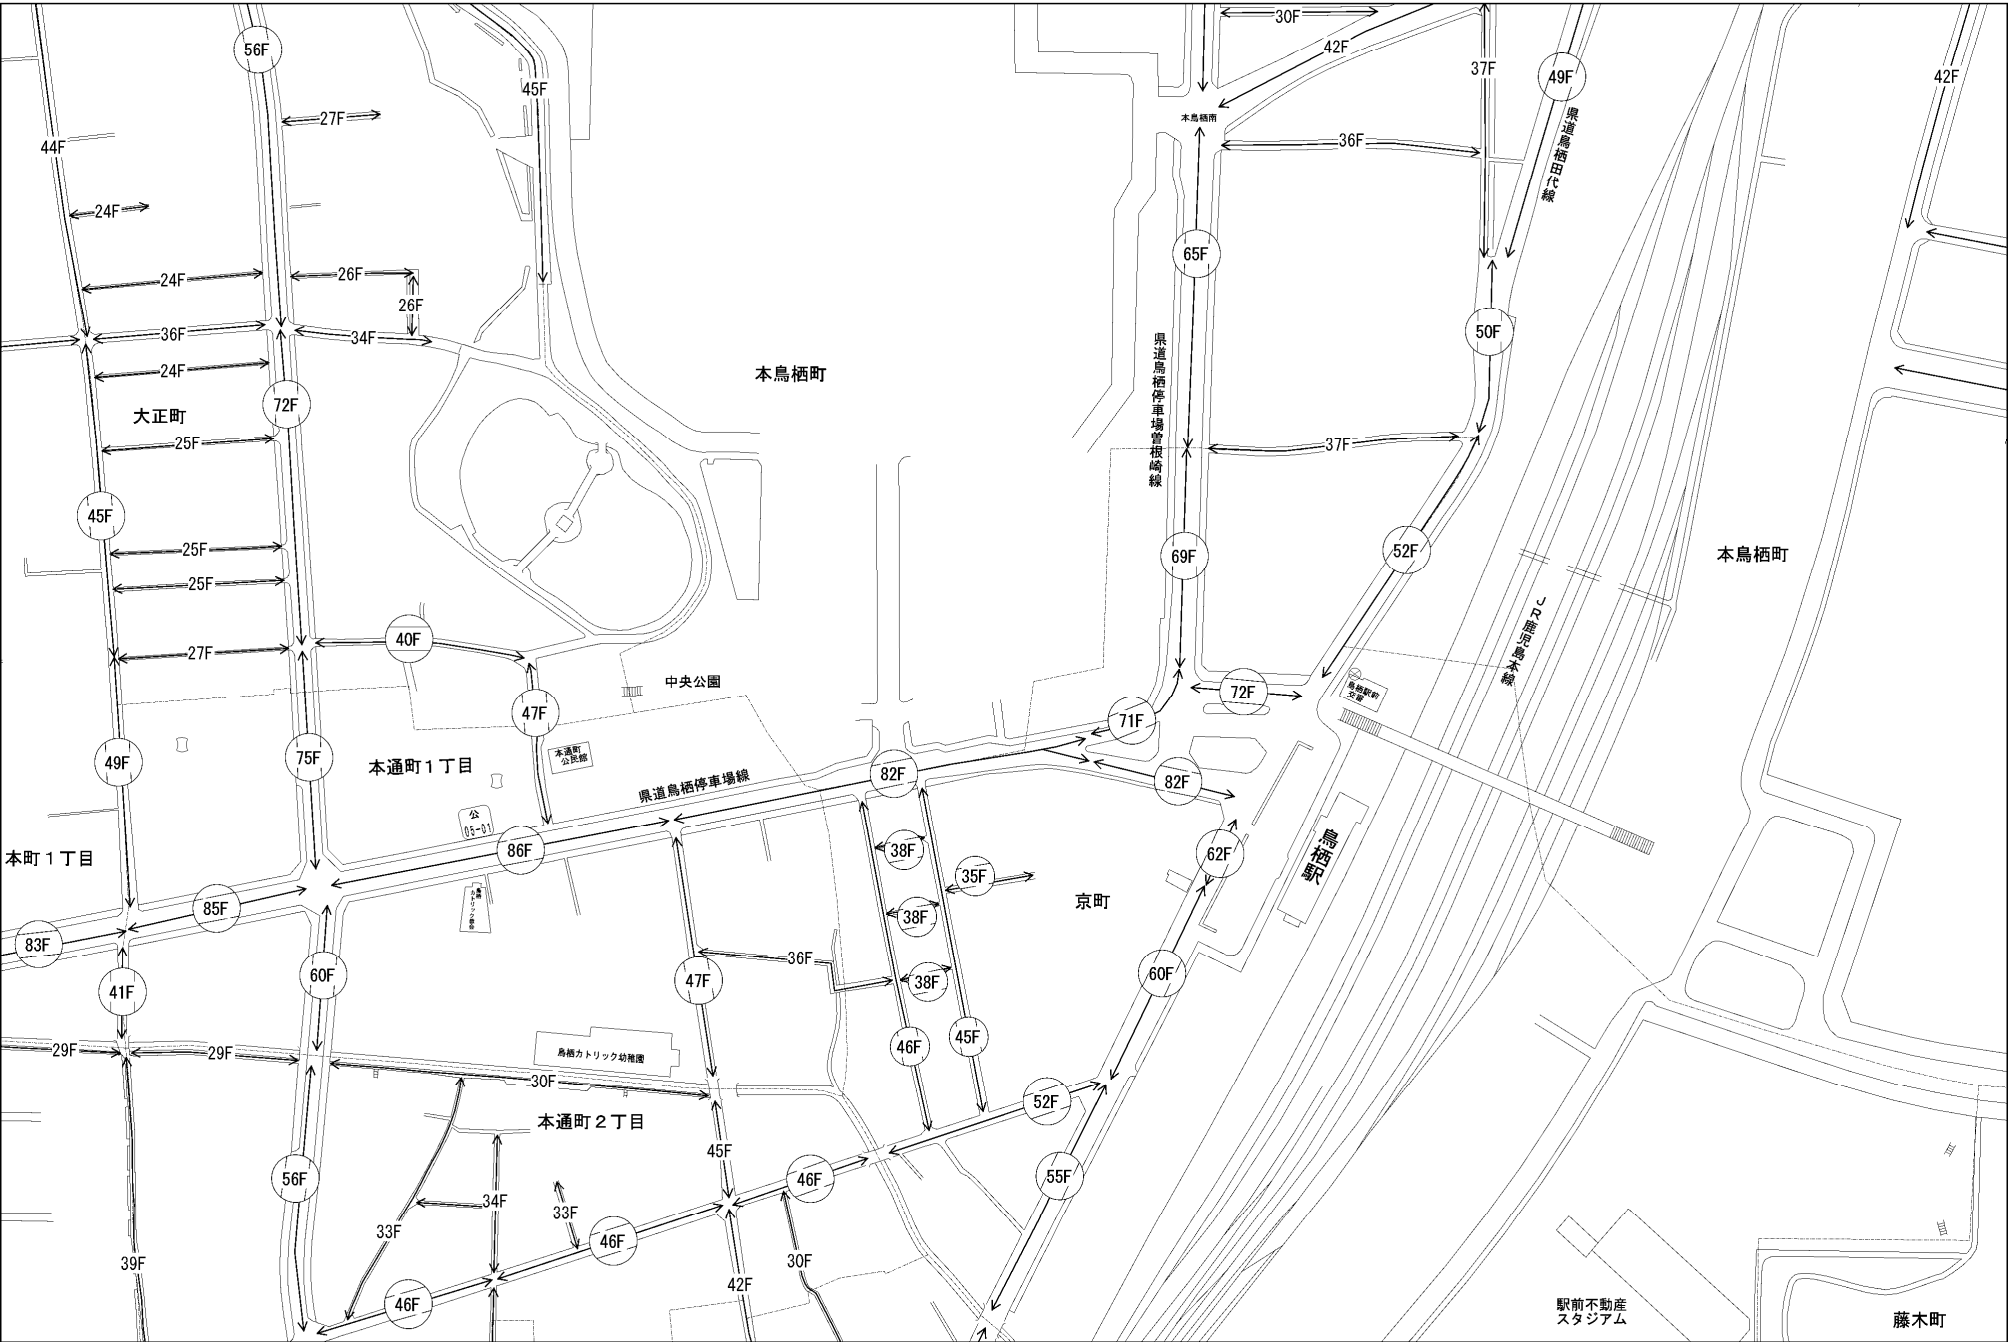 56F
30F
42F
45F
37F
49F
42F
27F
本鳥栖南
県道鳥栖田代線
44F
36F
24F
65F
24F
26F
26F
36F
34F
50F
24F
本鳥栖町
県道鳥栖停車場曽根崎線
72F
大正町
25F
37F
45F
25F
69F
52F
本鳥栖町
25F
40F
27F
JR鹿児島本線
中央公園
鳥栖駅前
交番
72F
47F
71F
本通町
公民館
75F
49F
本通町1丁目
82F
82F
県道鳥栖停車場線
公
05-01
86F
38F
62F
鳥栖駅
本町1丁目
35F
鳥栖
カトリック教会
京町
85F
38F
83F
60F
36F
60F
47F
38F
41F
45F
46F
29F
29F
鳥栖カトリック幼稚園
30F
52F
本通町2丁目
45F
56F
46F
55F
34F
33F
33F
46F
39F
30F
42F
46F
駅前不動産
スタジアム
藤木町